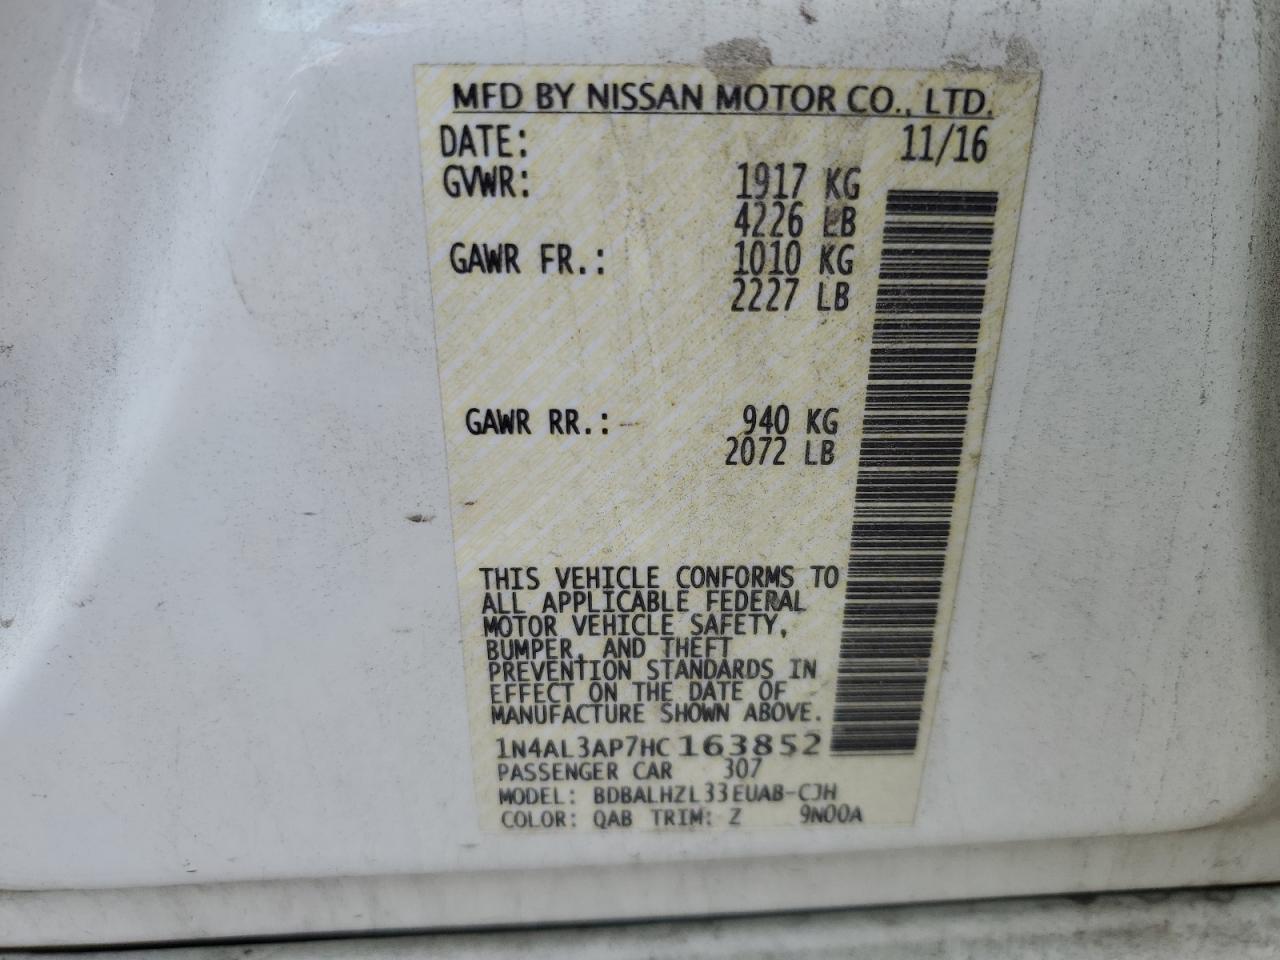 MFD BY NISSAN MOTOR CO., LTD.
DATE: 11/16
GVWR: 1917 KG
4226 LB
GAWR FR.: 1010 KG
2227 LB
GAWR RR.: 940 KG
2072 LB
THIS VEHICLE CONFORMS TO
ALL APPLICABLE FEDERAL
MOTOR VEHICLE SAFETY,
BUMPER, AND THEFT
PREVENTION STANDARDS IN
EFFECT ON THE DATE OF
MANUFACTURE SHOWN ABOVE.
1N4AL3AP7HC163852
PASSENGER CAR 307
MODEL: BDBALHZL33EUAB-CJH
COLOR: QAB TRIM: Z 9N00A